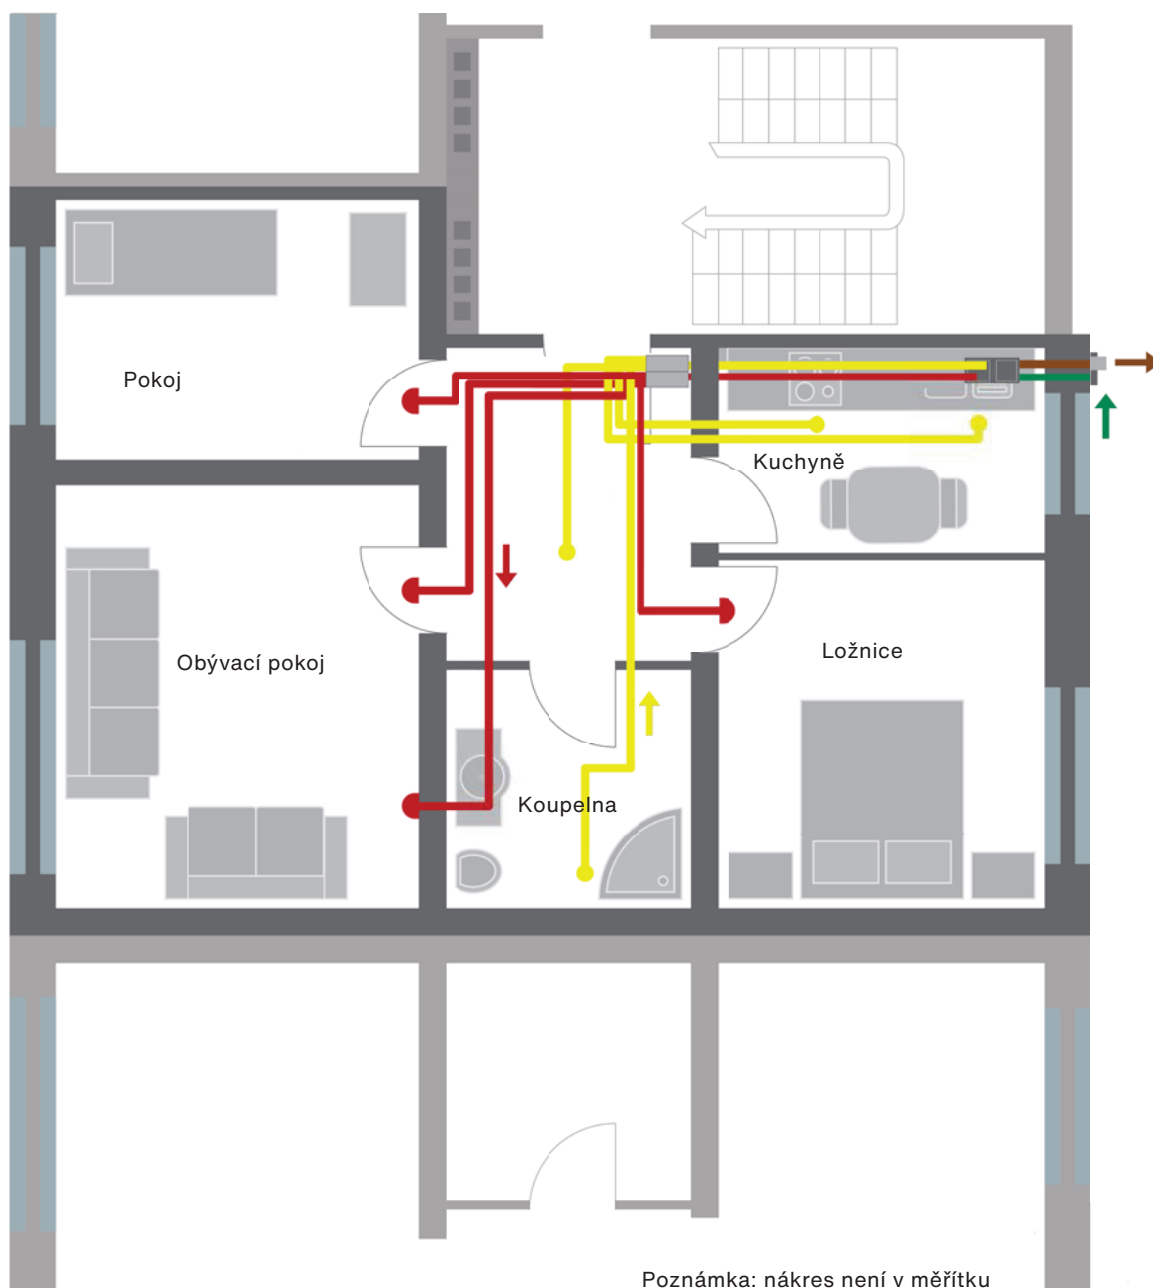 Pokoj
Kuchyně
Obývací pokoj
Ložnice
Koupelna
Poznámka: nákres není v měřítku